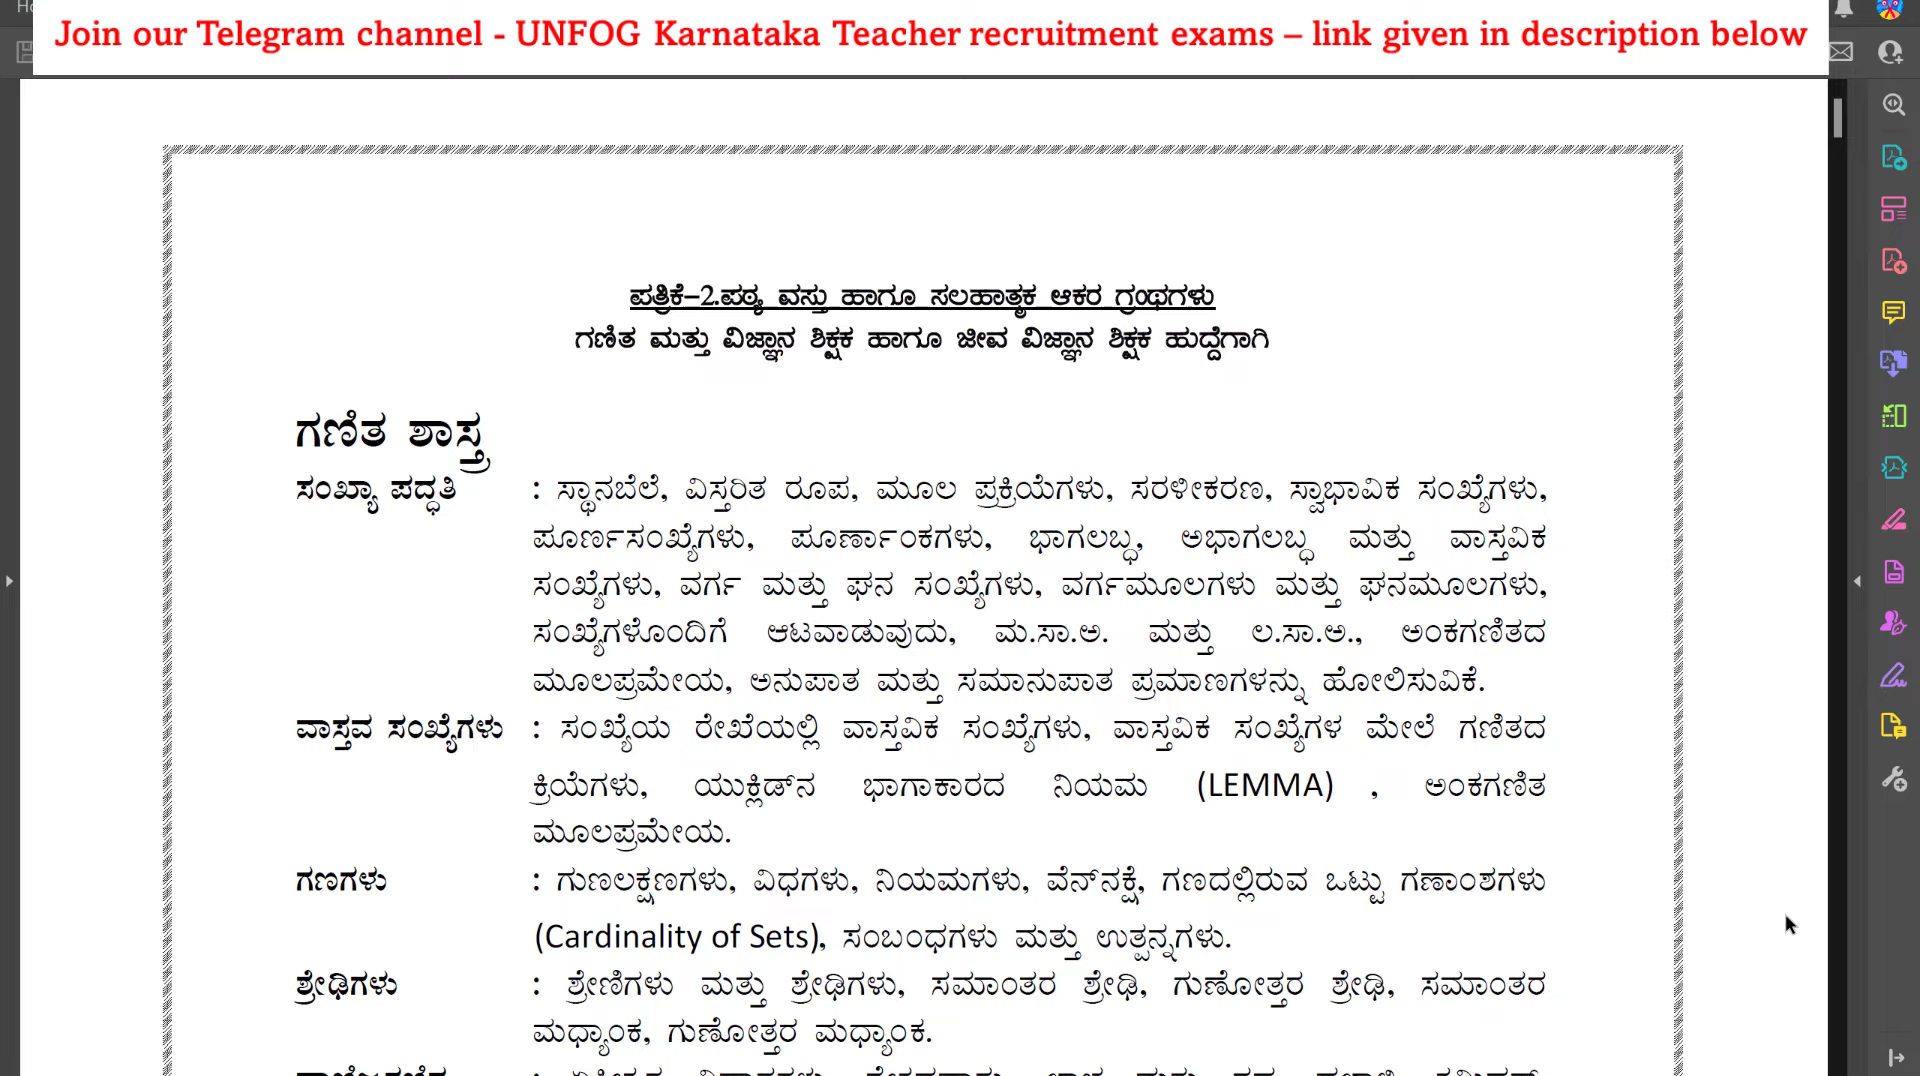 Join our Telegram channel - UNFOG Karnataka Teacher recruitment exams – link given in description below
ಪತ್ರಿಕೆ–2.ಪಠ್ಯ ವಸ್ತು ಹಾಗೂ ಸಲಹಾತ್ಮಕ ಆಕರ ಗ್ರಂಥಗಳು
ಗಣಿತ ಮತ್ತು ವಿಜ್ಞಾನ ಶಿಕ್ಷಕ ಹಾಗೂ ಜೀವ ವಿಜ್ಞಾನ ಶಿಕ್ಷಕ ಹುದ್ದೆಗಾಗಿ
ಗಣಿತ ಶಾಸ್ತ್ರ
ಸಂಖ್ಯಾ ಪದ್ಧತಿ : ಸ್ಥಾನಬೆಲೆ, ವಿಸ್ತರಿತ ರೂಪ, ಮೂಲ ಪ್ರಕ್ರಿಯೆಗಳು, ಸರಳೀಕರಣ, ಸ್ವಾಭಾವಿಕ ಸಂಖ್ಯೆಗಳು,
ಪೂರ್ಣಸಂಖ್ಯೆಗಳು, ಪೂರ್ಣಾಂಕಗಳು, ಭಾಗಲಬ್ಧ, ಅಭಾಗಲಬ್ಧ ಮತ್ತು ವಾಸ್ತವಿಕ
ಸಂಖ್ಯೆಗಳು, ವರ್ಗ ಮತ್ತು ಘನ ಸಂಖ್ಯೆಗಳು, ವರ್ಗಮೂಲಗಳು ಮತ್ತು ಘನಮೂಲಗಳು,
ಸಂಖ್ಯೆಗಳೊಂದಿಗೆ ಆಟವಾಡುವುದು, ಮ.ಸಾ.ಅ. ಮತ್ತು ಲ.ಸಾ.ಅ., ಅಂಕಗಣಿತದ
ಮೂಲಪ್ರಮೇಯ, ಅನುಪಾತ ಮತ್ತು ಸಮಾನುಪಾತ ಪ್ರಮಾಣಗಳನ್ನು ಹೋಲಿಸುವಿಕೆ.
ವಾಸ್ತವ ಸಂಖ್ಯೆಗಳು : ಸಂಖ್ಯೆಯ ರೇಖೆಯಲ್ಲಿ ವಾಸ್ತವಿಕ ಸಂಖ್ಯೆಗಳು, ವಾಸ್ತವಿಕ ಸಂಖ್ಯೆಗಳ ಮೇಲೆ ಗಣಿತದ
ಕ್ರಿಯೆಗಳು, ಯುಕ್ಲಿಡ್‌ನ ಭಾಗಾಕಾರದ ನಿಯಮ (LEMMA) , ಅಂಕಗಣಿತ
ಮೂಲಪ್ರಮೇಯ.
ಗಣಗಳು : ಗುಣಲಕ್ಷಣಗಳು, ವಿಧಗಳು, ನಿಯಮಗಳು, ವೆನ್‌ನಕ್ಷೆ, ಗಣದಲ್ಲಿರುವ ಒಟ್ಟು ಗಣಾಂಶಗಳು
(Cardinality of Sets), ಸಂಬಂಧಗಳು ಮತ್ತು ಉತ್ಪನ್ನಗಳು.
ಶ್ರೇಢಿಗಳು : ಶ್ರೇಣಿಗಳು ಮತ್ತು ಶ್ರೇಢಿಗಳು, ಸಮಾಂತರ ಶ್ರೇಢಿ, ಗುಣೋತ್ತರ ಶ್ರೇಢಿ, ಸಮಾಂತರ
ಮಧ್ಯಾಂಕ, ಗುಣೋತ್ತರ ಮಧ್ಯಾಂಕ.